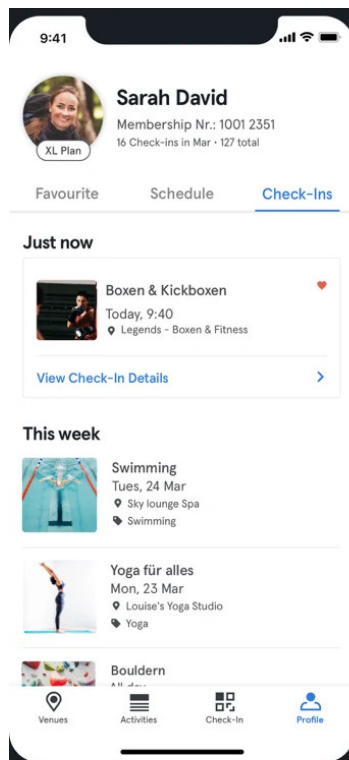 9:41
Sarah David
Membership Nr.: 1001 2351
16 Check-ins in Mar • 127 total
XL Plan
Favourite Schedule Check-Ins
Just now
Boxen & Kickboxen
Today, 9:40
Legends - Boxen & Fitness
View Check-In Details
This week
Swimming
Tues, 24 Mar
Sky lounge Spa
Swimming
Yoga für alles
Mon, 23 Mar
Louise's Yoga Studio
Yoga
Bouldern
All day
Venues Activities Check-In Profile